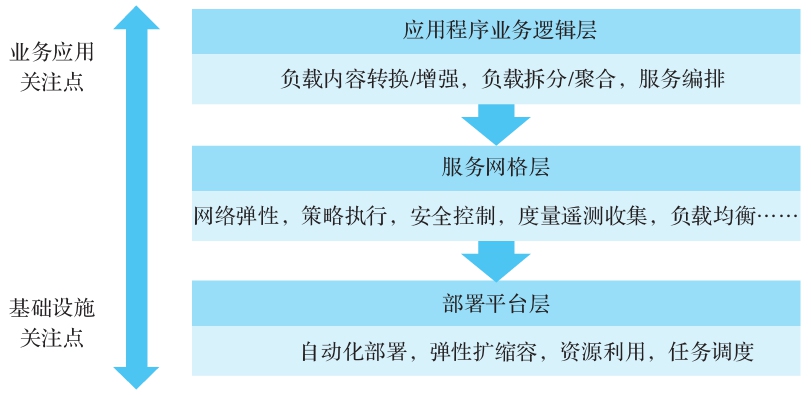 业务应用
关注点
应用程序业务逻辑层
负载内容转换/增强，负载拆分/聚合，服务编排
服务网格层
网络弹性，策略执行，安全控制，度量遥测收集，负载均衡……
基础设施
关注点
部署平台层
自动化部署，弹性扩缩容，资源利用，任务调度